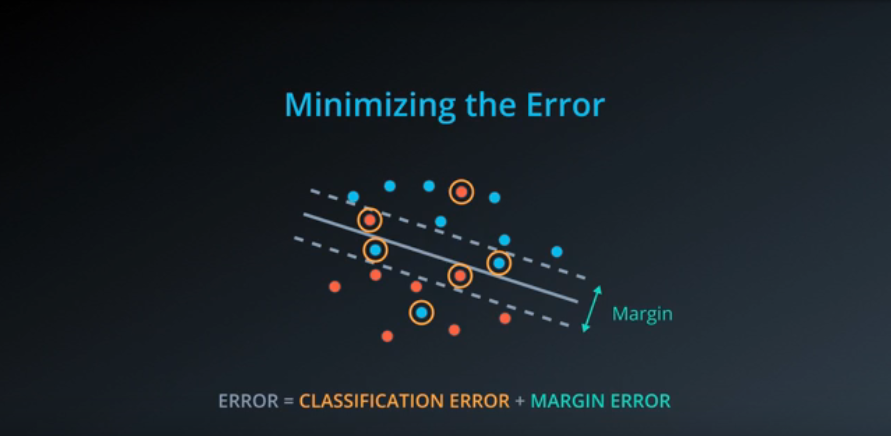 Minimizing the Error
Margin
ERROR = CLASSIFICATION ERROR + MARGIN ERROR